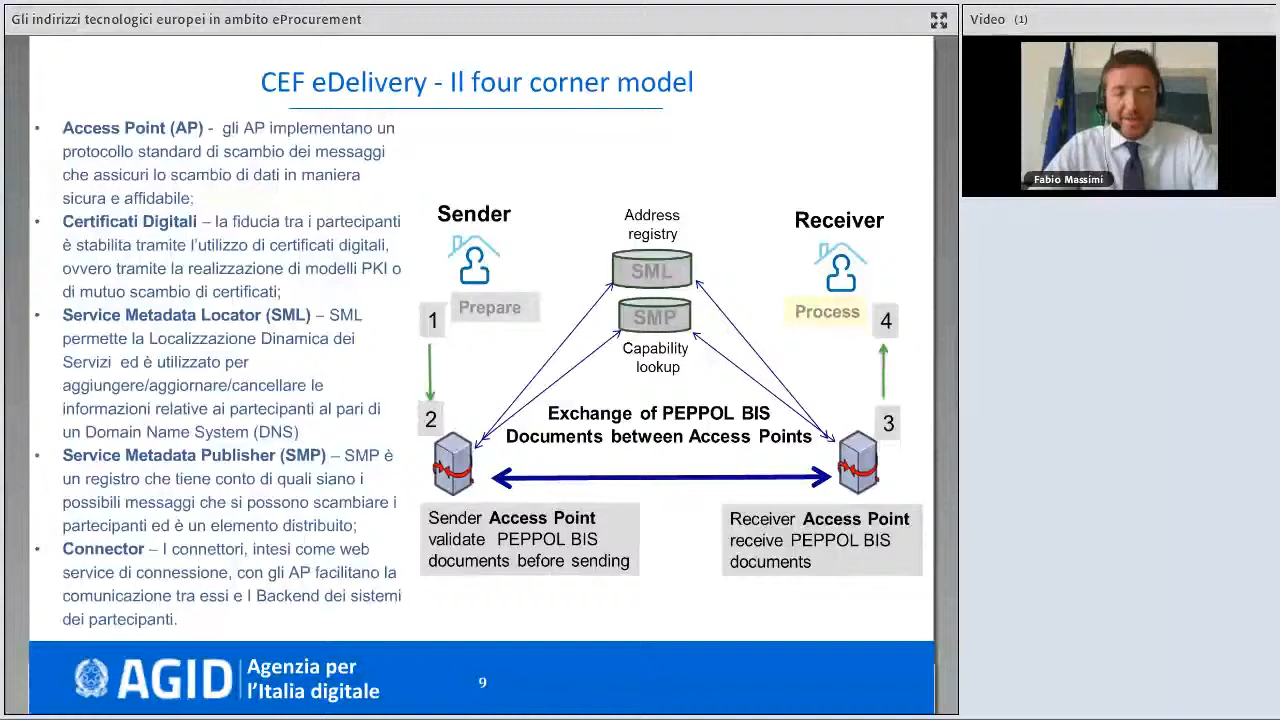 Gli indirizzi tecnologici europei in ambito eProcurement
Video (1)
Fabio Massimi
CEF eDelivery - Il four corner model
• Access Point (AP) - gli AP implementano un
protocollo standard di scambio dei messaggi
che assicuri lo scambio di dati in maniera
sicura e affidabile;
• Certificati Digitali – la fiducia tra i partecipanti
è stabilita tramite l'utilizzo di certificati digitali,
ovvero tramite la realizzazione di modelli PKI o
di mutuo scambio di certificati;
• Service Metadata Locator (SML) – SML
permette la Localizzazione Dinamica dei
Servizi ed è utilizzato per
aggiungere/aggiornare/cancellare le
informazioni relative ai partecipanti al pari di
un Domain Name System (DNS)
• Service Metadata Publisher (SMP) – SMP è
un registro che tiene conto di quali siano i
possibili messaggi che si possono scambiare i
partecipanti ed è un elemento distribuito;
• Connector – I connettori, intesi come web
service di connessione, con gli AP facilitano la
comunicazione tra essi e I Backend dei sistemi
dei partecipanti.
Sender
Address
registry
Receiver
SML
SMP
Capability
lookup
1
Prepare
Process
4
2
3
Exchange of PEPPOL BIS
Documents between Access Points
Sender Access Point
validate PEPPOL BIS
documents before sending
Receiver Access Point
receive PEPPOL BIS
documents
AGID
Agenzia per
l'Italia digitale
9